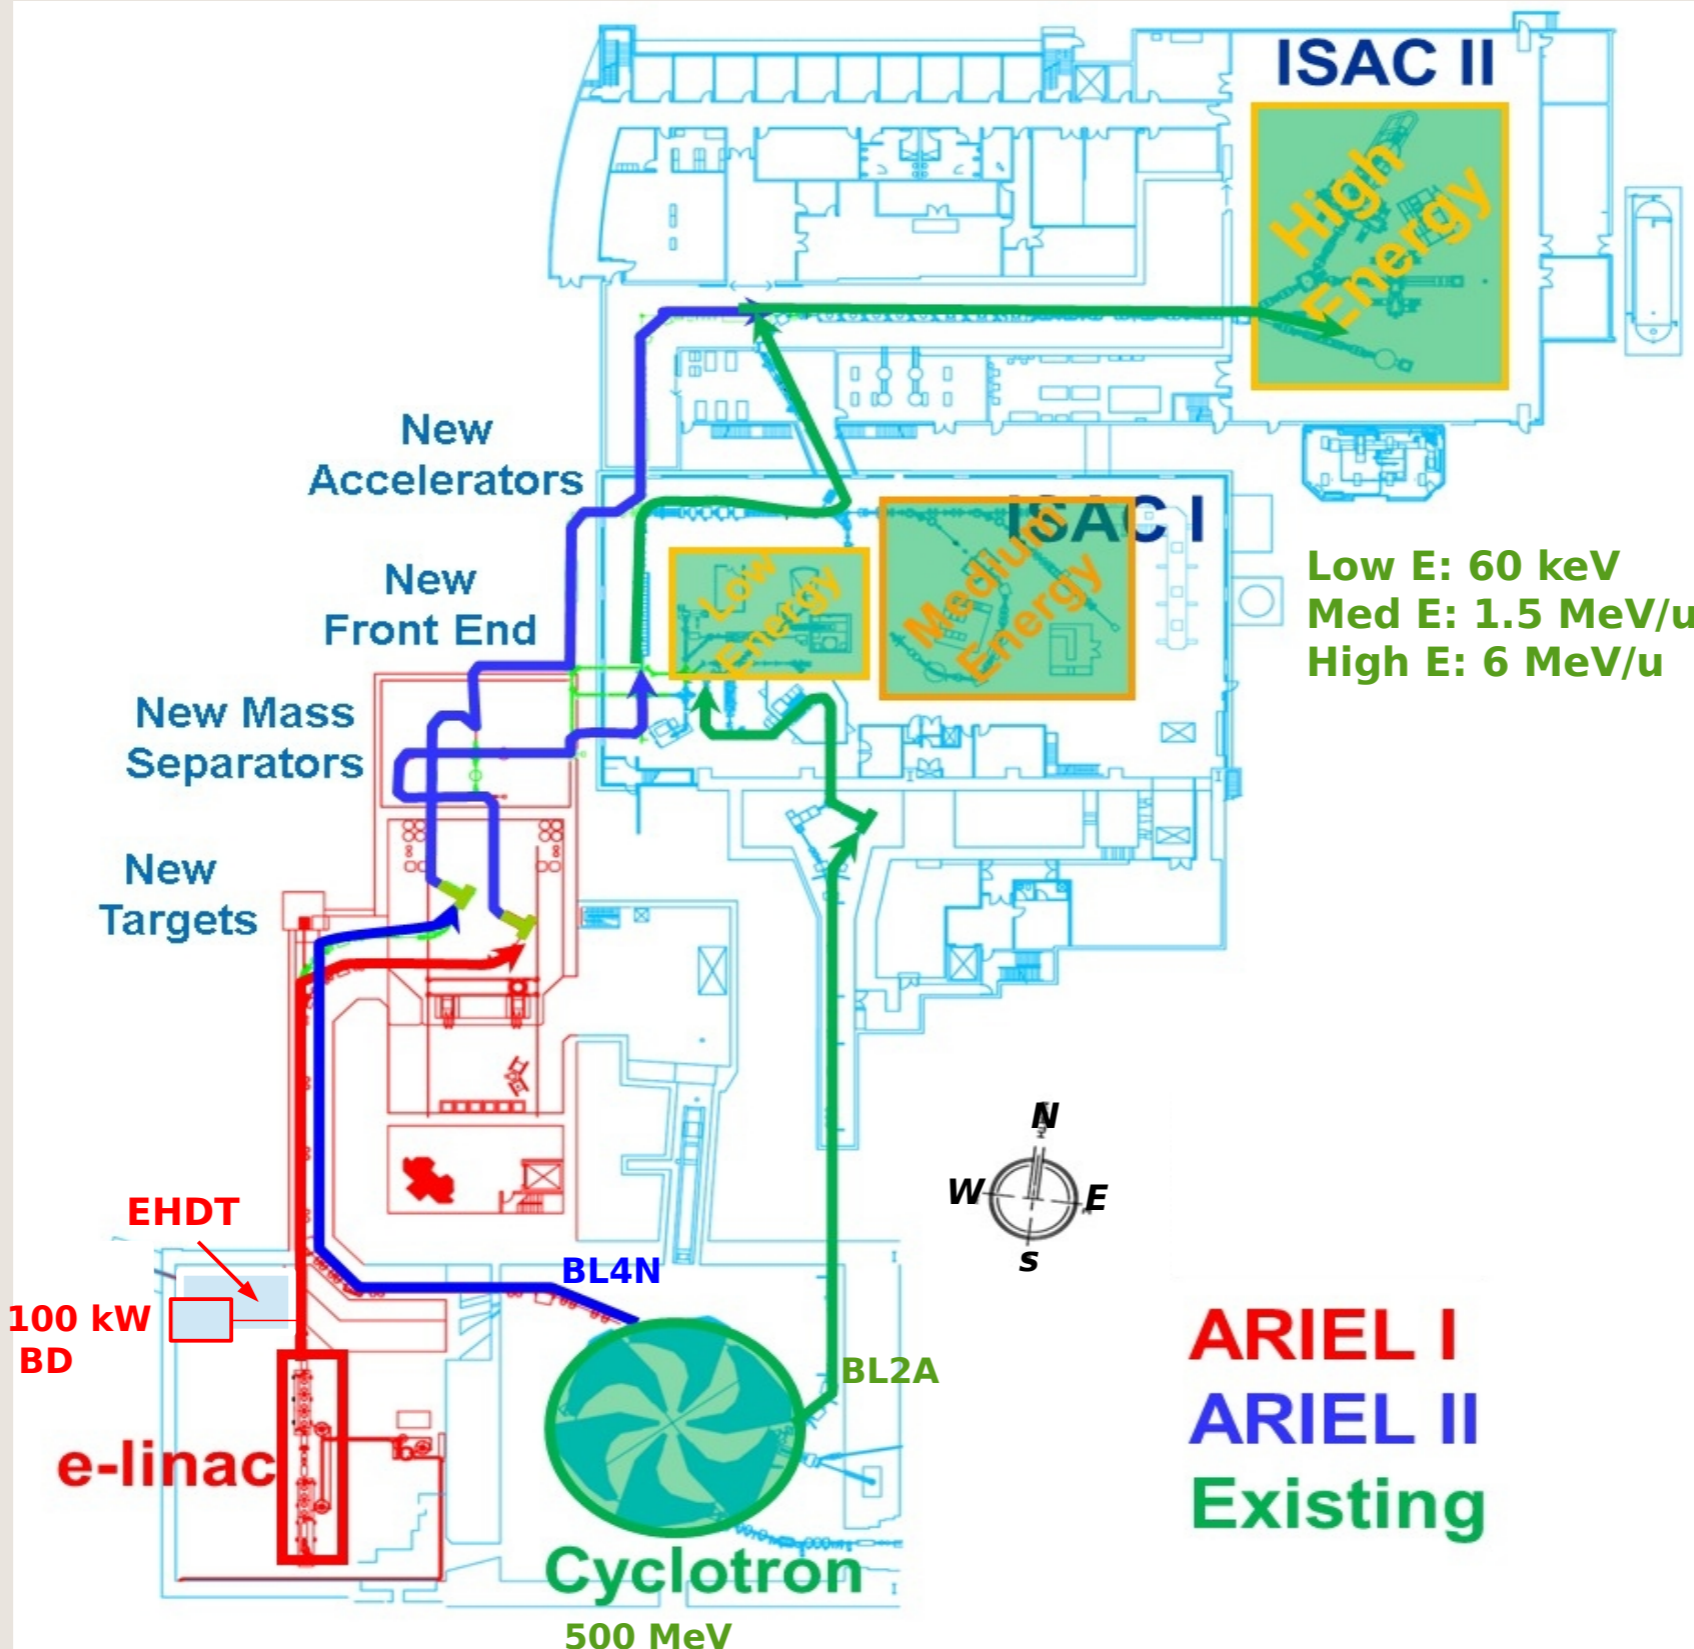 ISAC II
High
Energy
New
Accelerators
ISAC I
Low
Energy
Medium
Energy
New
Front End
Low E: 60 keV
Med E: 1.5 MeV/u
High E: 6 MeV/u
New Mass
Separators
New
Targets
N
W
E
S
EHDT
BL4N
100 kW
BD
BL2A
ARIEL I
ARIEL II
Existing
e-linac
Cyclotron
500 MeV